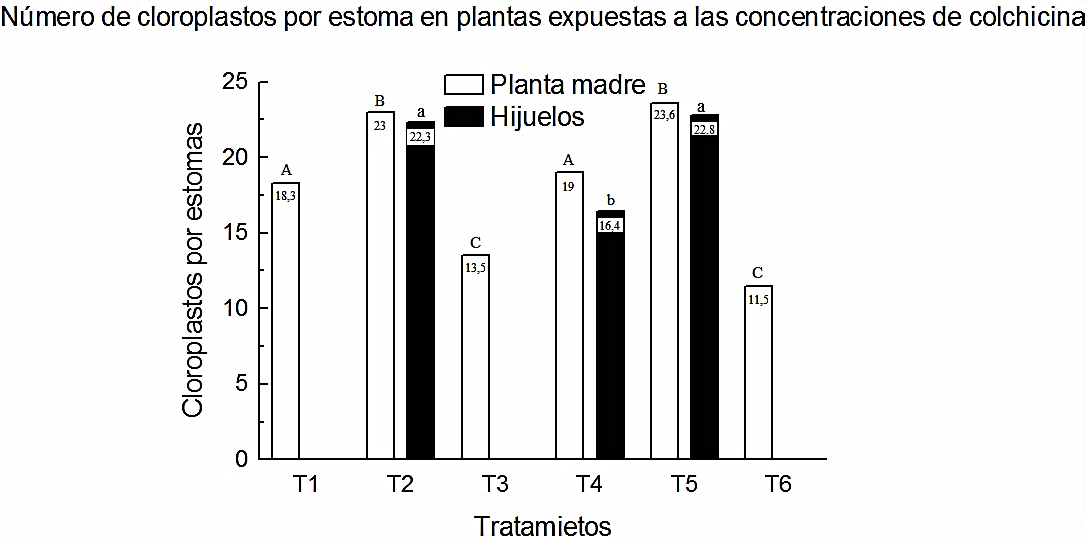 Número de cloroplastos por estoma en plantas expuestas a las concentraciones de colchicina
Planta madre
Hijuelos
Cloroplastos por estomas
25
20
15
10
5
0
A
18,3
B
23
a
22,3
C
13,5
A
19
b
16,4
B
23,6
a
22.8
C
11,5
T1 T2 T3 T4 T5 T6
Tratamietos